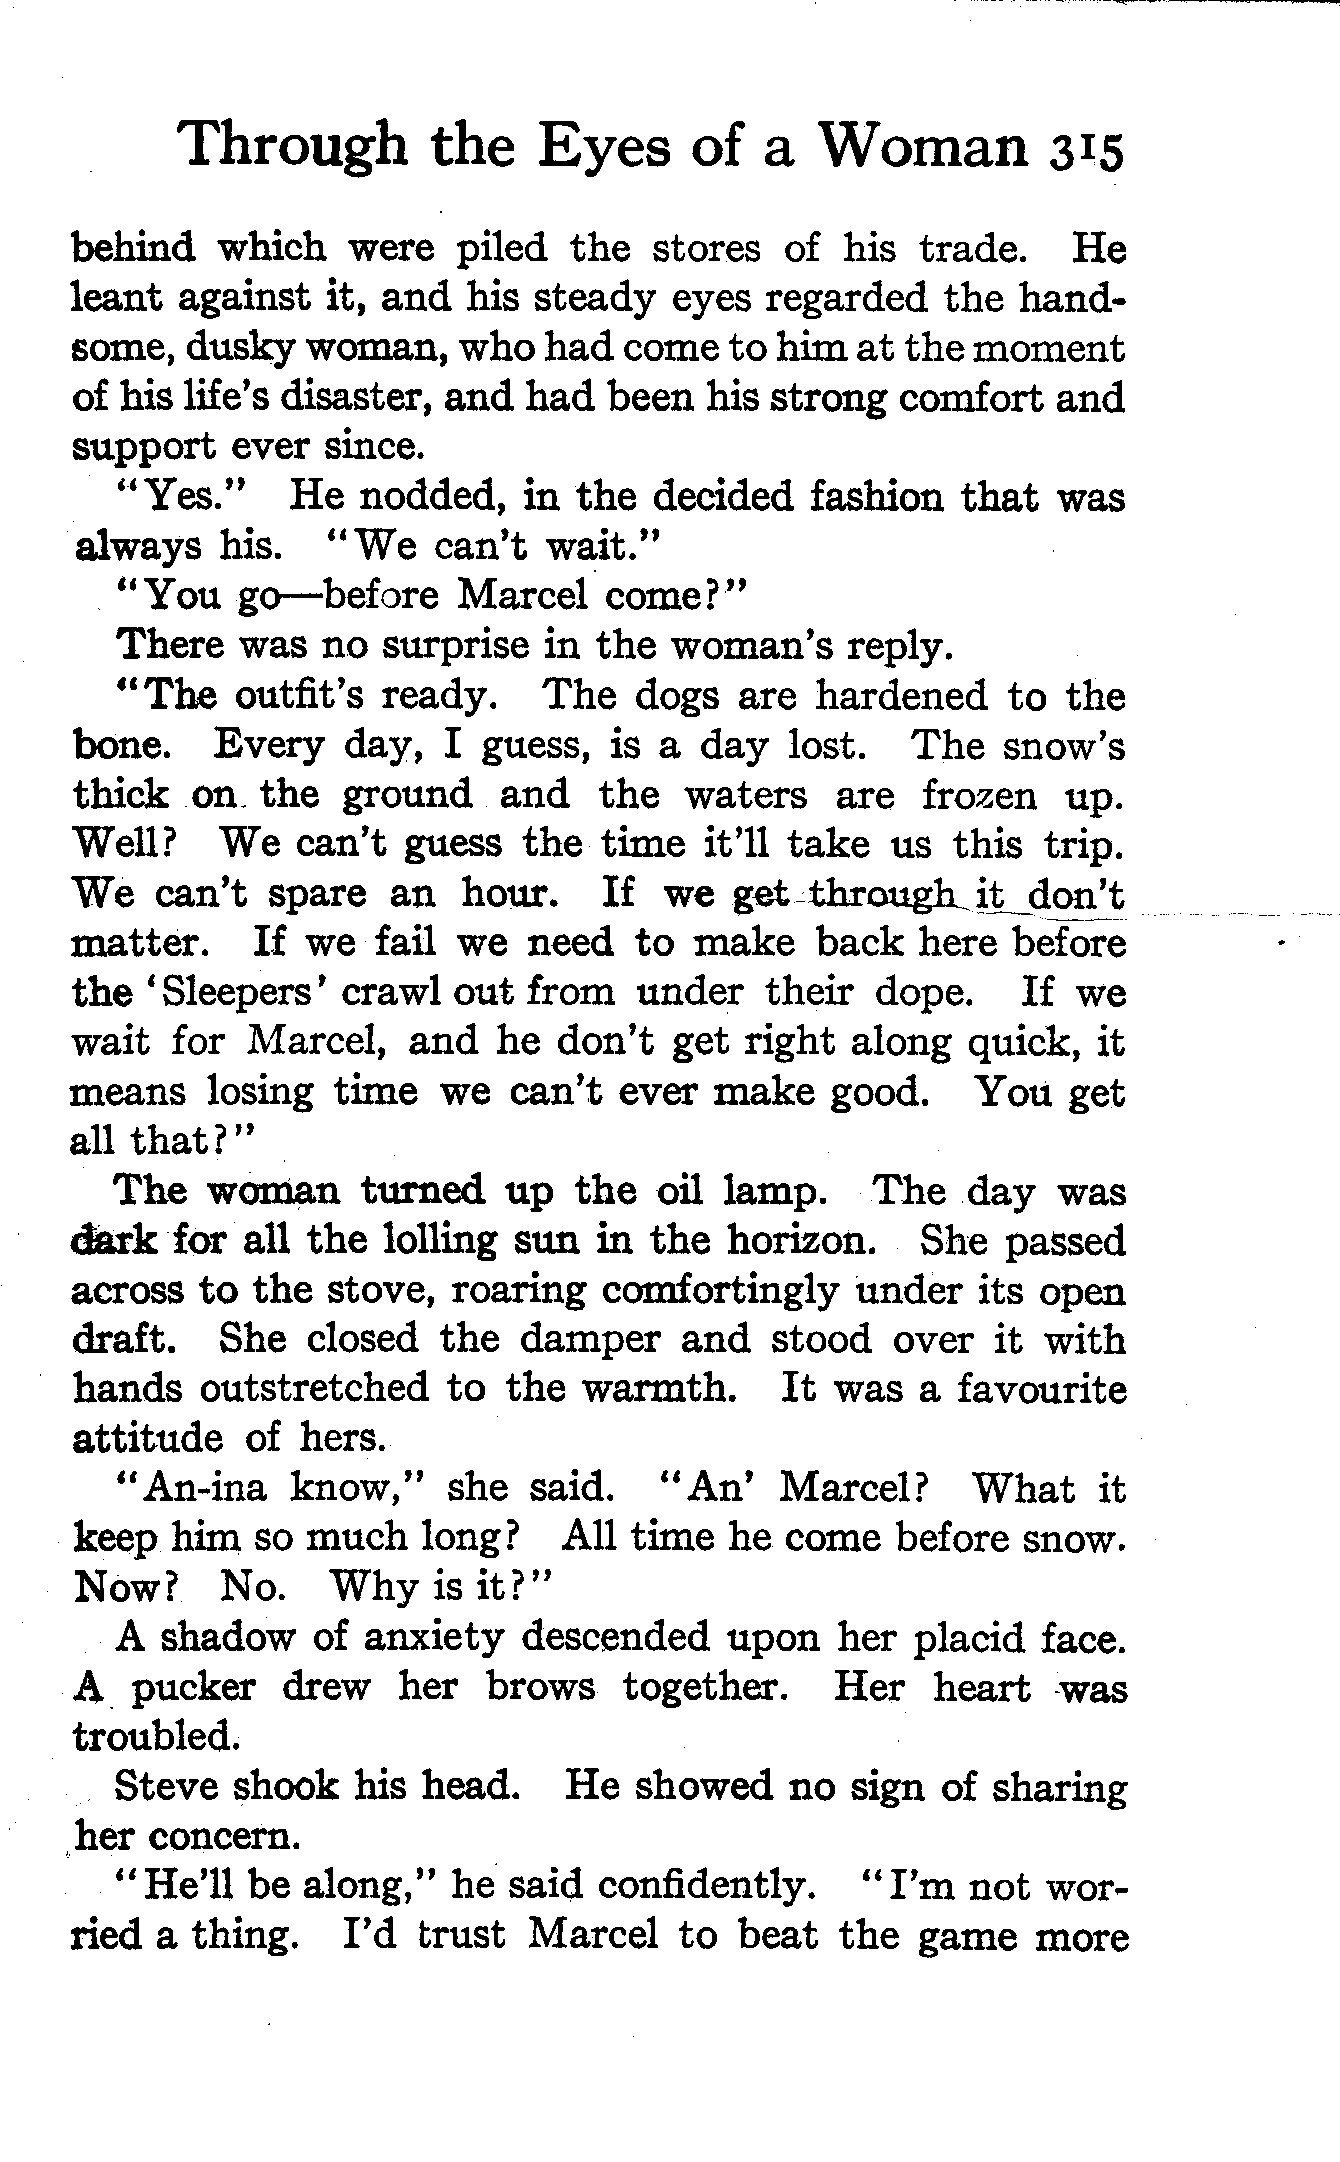 Through the Eyes of a Woman 315
behind which were piled the stores of his trade. He
leant against it, and his steady eyes regarded the hand-
some, dusky woman, who had come to him at the moment
of his life's disaster, and had been his strong comfort and
support ever since.
"Yes." He nodded, in the decided fashion that was
always his. "We can't wait."
"You go—before Marcel come?"
There was no surprise in the woman's reply.
"The outfit's ready. The dogs are hardened to the
bone. Every day, I guess, is a day lost. The snow's
thick on the ground and the waters are frozen up.
Well? We can't guess the time it'll take us this trip.
We can't spare an hour. If we get through it don't
matter. If we fail we need to make back here before
the 'Sleepers' crawl out from under their dope. If we
wait for Marcel, and he don't get right along quick, it
means losing time we can't ever make good. You get
all that?"
The woman turned up the oil lamp. The day was
dark for all the lolling sun in the horizon. She passed
across to the stove, roaring comfortingly under its open
draft. She closed the damper and stood over it with
hands outstretched to the warmth. It was a favourite
attitude of hers.
"An-ina know," she said. "An' Marcel? What it
keep him so much long? All time he come before snow.
Now? No. Why is it?"
A shadow of anxiety descended upon her placid face.
A pucker drew her brows together. Her heart was
troubled.
Steve shook his head. He showed no sign of sharing
her concern.
"He'll be along," he said confidently. "I'm not wor-
ried a thing. I'd trust Marcel to beat the game more